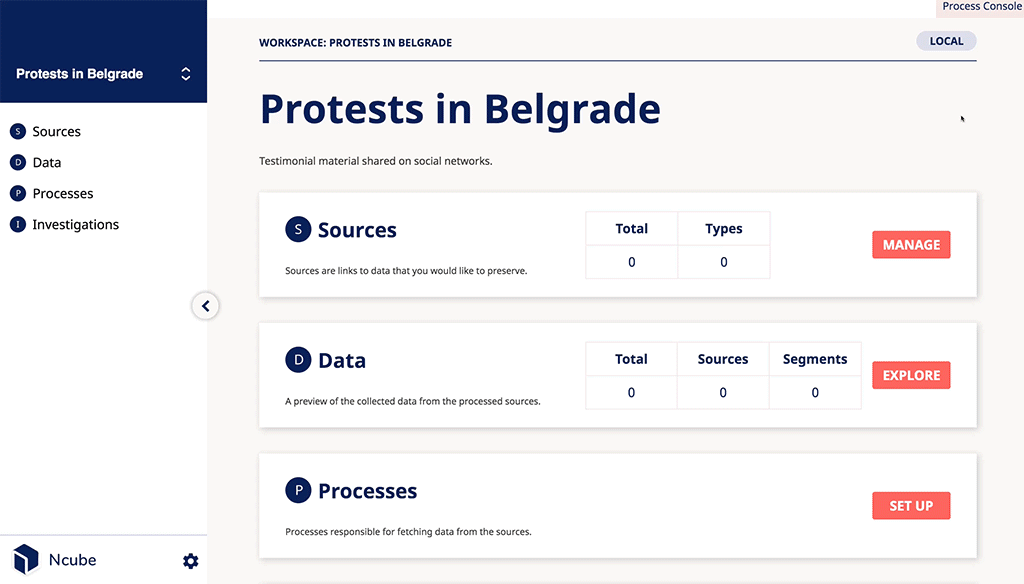 Process Console
Protests in Belgrade
S Sources
D Data
P Processes
I Investigations
Ncube
WORKSPACE: PROTESTS IN BELGRADE
LOCAL
Protests in Belgrade
Testimonial material shared on social networks.
S Sources
Sources are links to data that you would like to preserve.
Total Types
0 0
MANAGE
D Data
A preview of the collected data from the processed sources.
Total Sources Segments
0 0 0
EXPLORE
P Processes
Processes responsible for fetching data from the sources.
SET UP